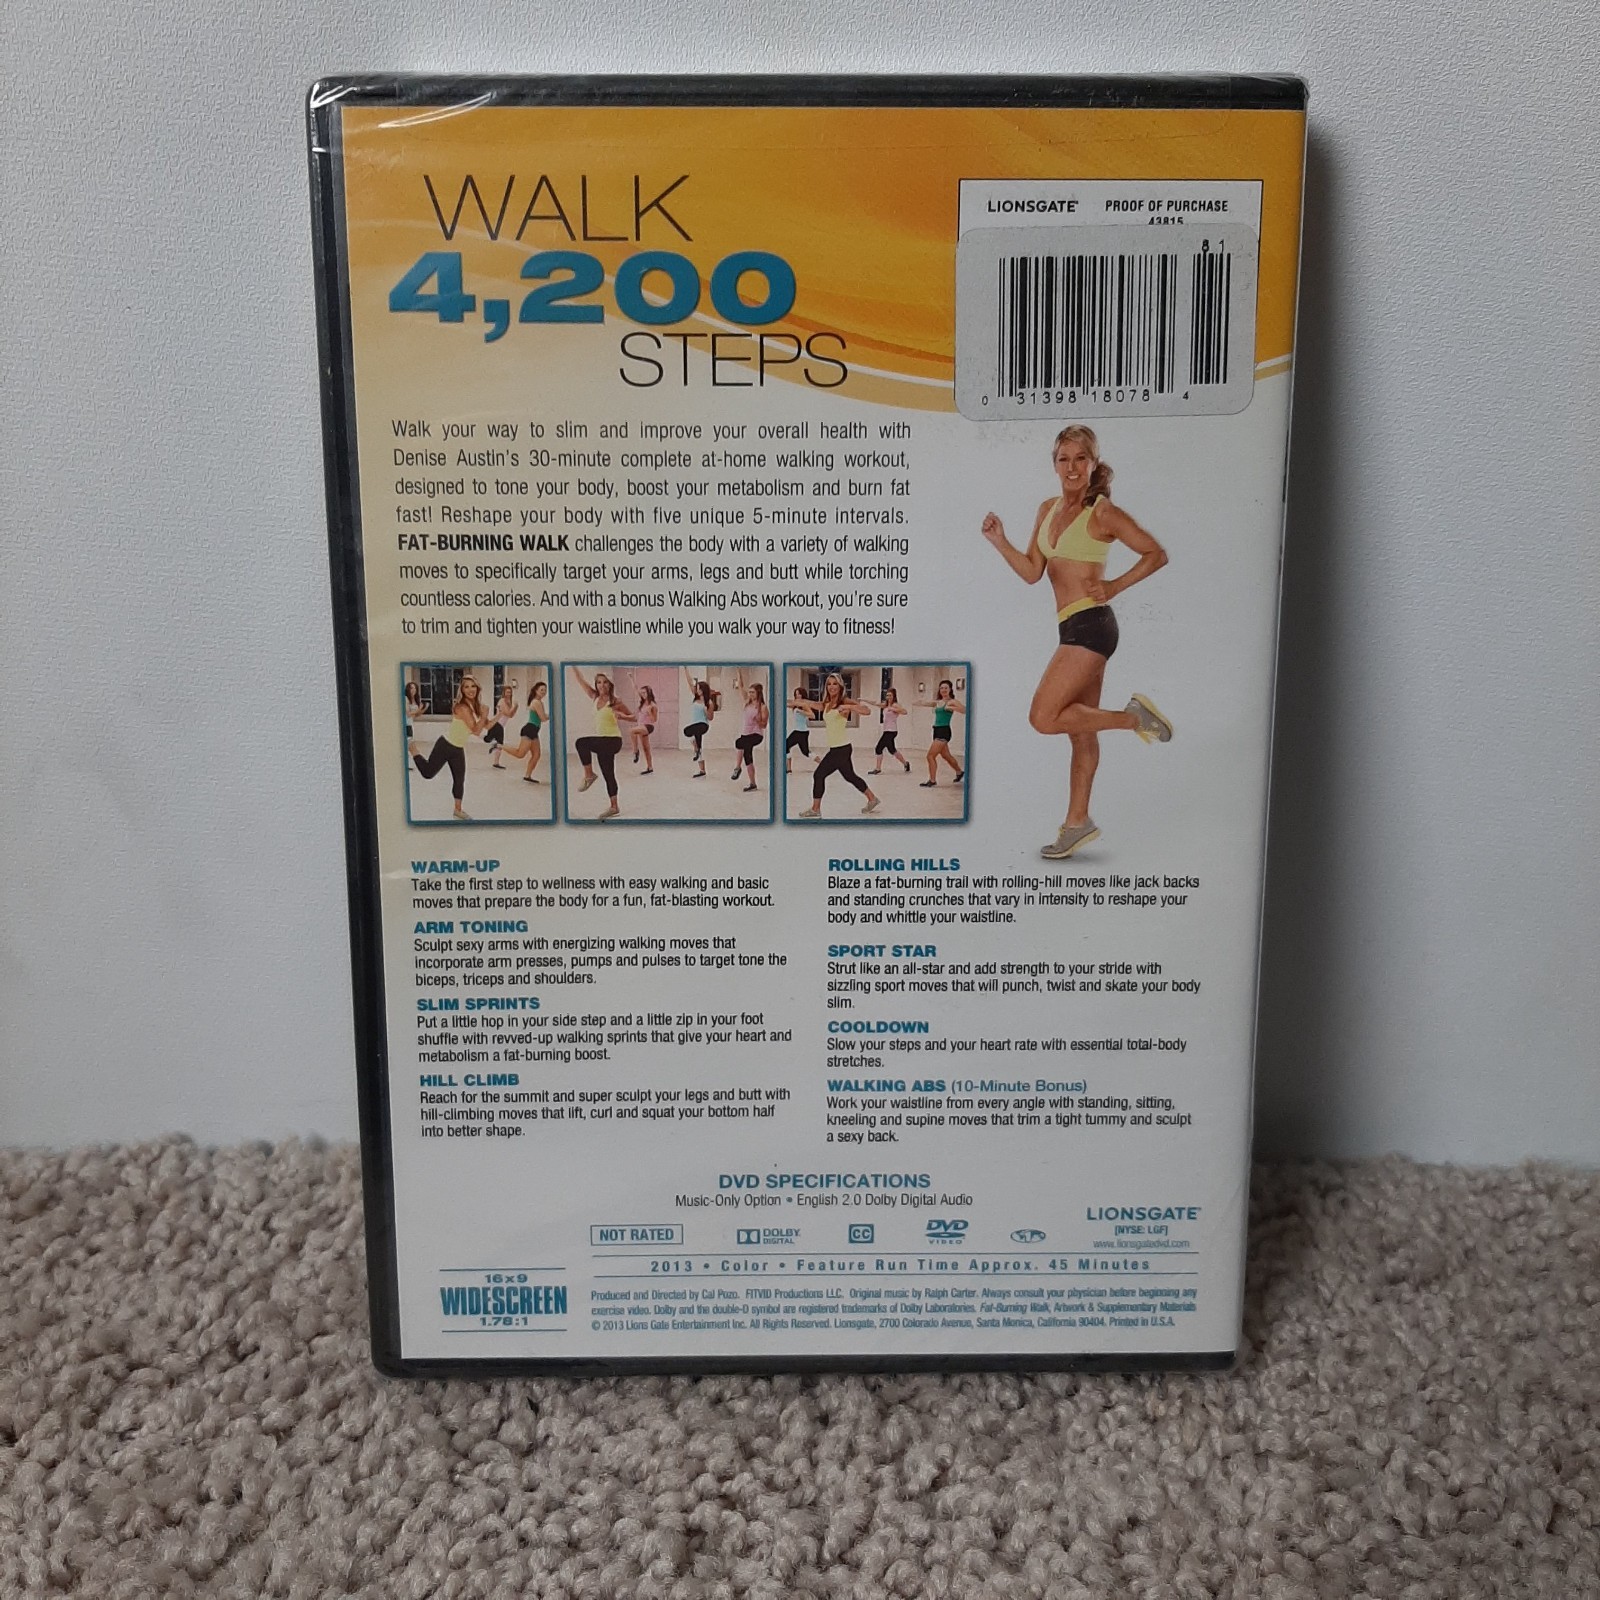 WALK
4,200
STEPS
LIONSGATE PROOF OF PURCHASE
43815
81
0 31398 18078 4
Walk your way to slim and improve your overall health with
Denise Austin's 30-minute complete at-home walking workout,
designed to tone your body, boost your metabolism and burn fat
fast! Reshape your body with five unique 5-minute intervals.
FAT-BURNING WALK challenges the body with a variety of walking
moves to specifically target your arms, legs and butt while torching
countless calories. And with a bonus Walking Abs workout, you're sure
to trim and tighten your waistline while you walk your way to fitness!
WARM-UP
Take the first step to wellness with easy walking and basic
moves that prepare the body for a fun, fat-blasting workout.
ARM TONING
Sculpt sexy arms with energizing walking moves that
incorporate arm presses, pumps and pulses to target tone the
biceps, triceps and shoulders.
SLIM SPRINTS
Put a little hop in your side step and a little zip in your foot
shuffle with revved-up walking sprints that give your heart and
metabolism a fat-burning boost.
HILL CLIMB
Reach for the summit and super sculpt your legs and butt with
hill-climbing moves that lift, curl and squat your bottom half
into better shape.
ROLLING HILLS
Blaze a fat-burning trail with rolling-hill moves like jack backs
and standing crunches that vary in intensity to reshape your
body and whittle your waistline.
SPORT STAR
Strut like an all-star and add strength to your stride with
sizzling sport moves that will punch, twist and skate your body
slim.
COOLDOWN
Slow your steps and your heart rate with essential total-body
stretches.
WALKING ABS (10-Minute Bonus)
Work your waistline from every angle with standing, sitting,
kneeling and supine moves that trim a tight tummy and sculpt
a sexy back.
DVD SPECIFICATIONS
Music-Only Option • English 2.0 Dolby Digital Audio
NOT RATED
DOLBY
DIGITAL
CC
DVD
VIDEO
LIONSGATE
[NYSE: LGF]
www.lionsgatedvd.com
2013 • Color • Feature Run Time Approx. 45 Minutes
16x9
WIDESCREEN
1.78:1
Produced and Directed by Cal Pozo. FITVID Productions LLC. Original music by Ralph Carter. Always consult your physician before beginning any
exercise video. Dolby and the double-D symbol are registered trademarks of Dolby Laboratories. Fat-Burning Walk, Artwork & Supplementary Materials
© 2013 Lions Gate Entertainment Inc. All Rights Reserved. Lionsgate, 2700 Colorado Avenue, Santa Monica, California 90404. Printed in U.S.A.